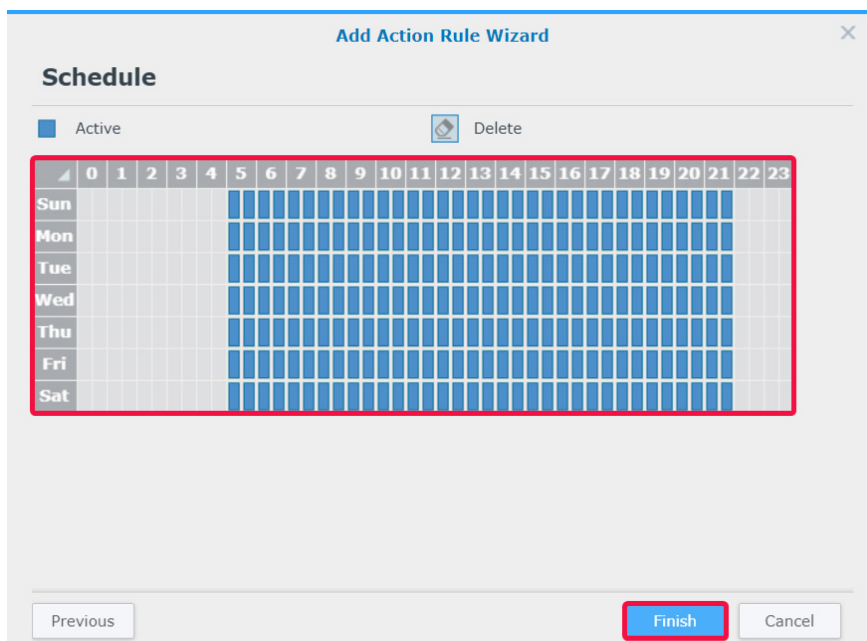 Add Action Rule Wizard
Schedule
Active Delete
0 1 2 3 4 5 6 7 8 9 10 11 12 13 14 15 16 17 18 19 20 21 22 23
Sun
Mon
Tue
Wed
Thu
Fri
Sat
Previous Finish Cancel